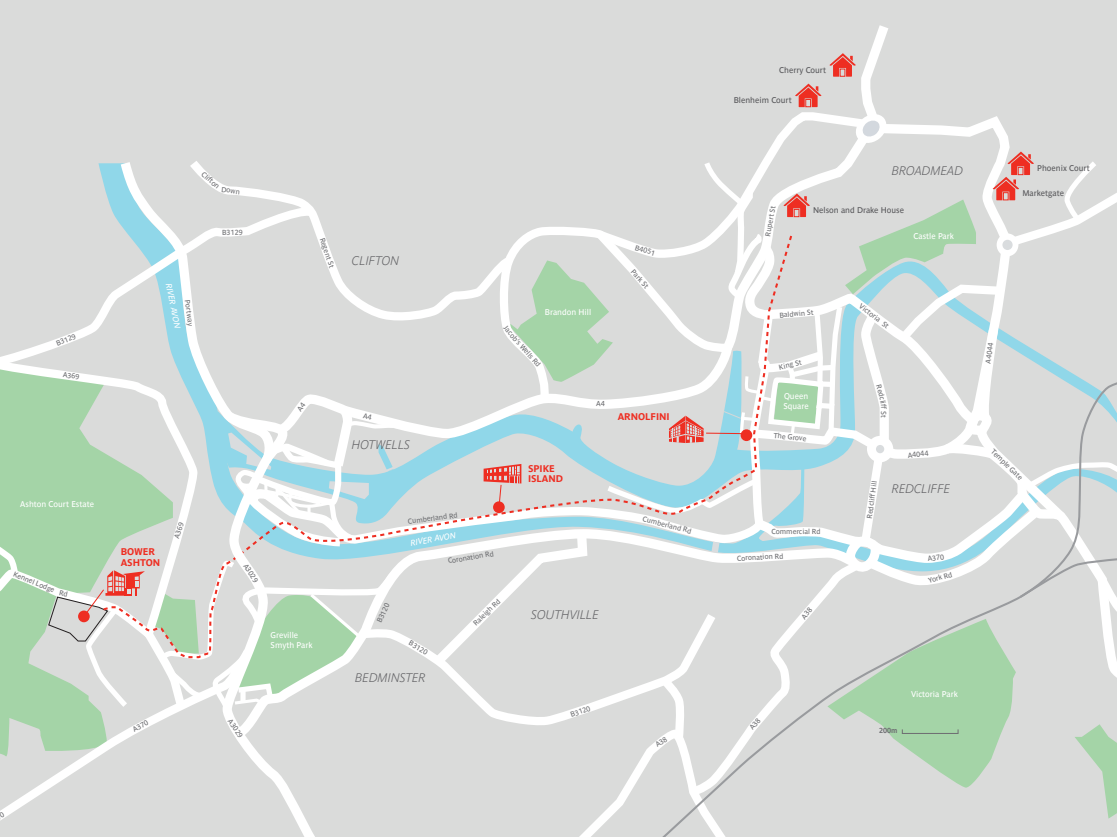 Cherry Court
Blenheim Court
BROADMEAD
Phoenix Court
Marketgate
Clifton Down
Nelson and Drake House
Rupert St
B3129
Castle Park
Regent St
B4051
CLIFTON
Park St
RIVER AVON
Portway
Brandon Hill
Baldwin St
Victoria St
B3129
Jacob's Wells Rd
A4044
King St
A369
Queen
Square
Redcliff St
A4
A4
A4
ARNOLFINI
The Grove
HOTWELLS
A4044
Temple Gate
SPIKE
ISLAND
REDCLIFFE
Redcliff Hill
Ashton Court Estate
A369
Cumberland Rd
Cumberland Rd
Commercial Rd
RIVER AVON
BOWER
ASHTON
Coronation Rd
Coronation Rd
A370
York Rd
Kennel Lodge Rd
A3029
B3120
Raleigh Rd
SOUTHVILLE
A38
Greville
Smyth Park
B3120
BEDMINSTER
Victoria Park
B3120
A370
A3029
A38
A38
200m